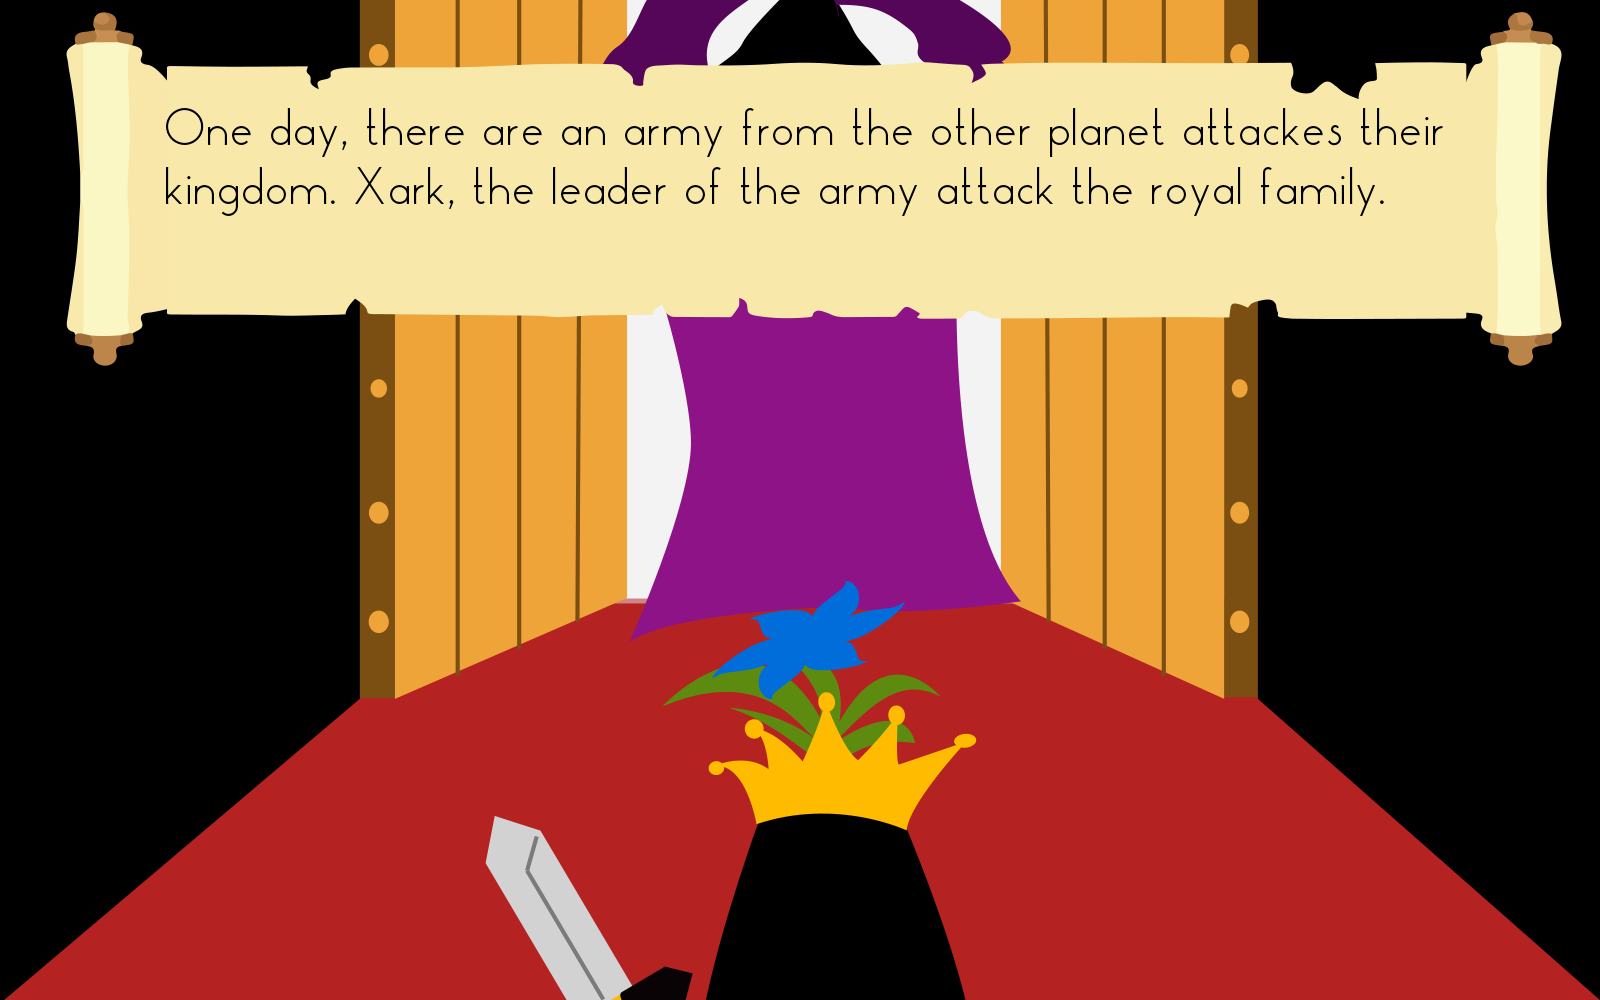 One day, there are an army from the other planet attackes their
kingdom. Xark, the leader of the army attack the royal family.